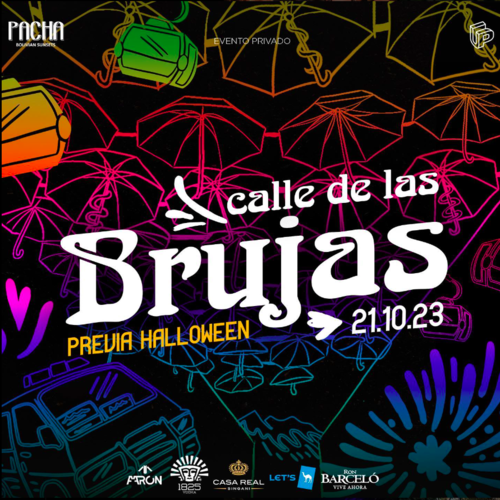 PACHA
BOLIVIAN SUNSETS
EVENTO PRIVADO
calle de las
Brujas
PREVIA HALLOWEEN
21.10.23
1825
VODKA
CASA REAL
SINGANI
LET'S
RON
BARCELÓ
VIVE AHORA